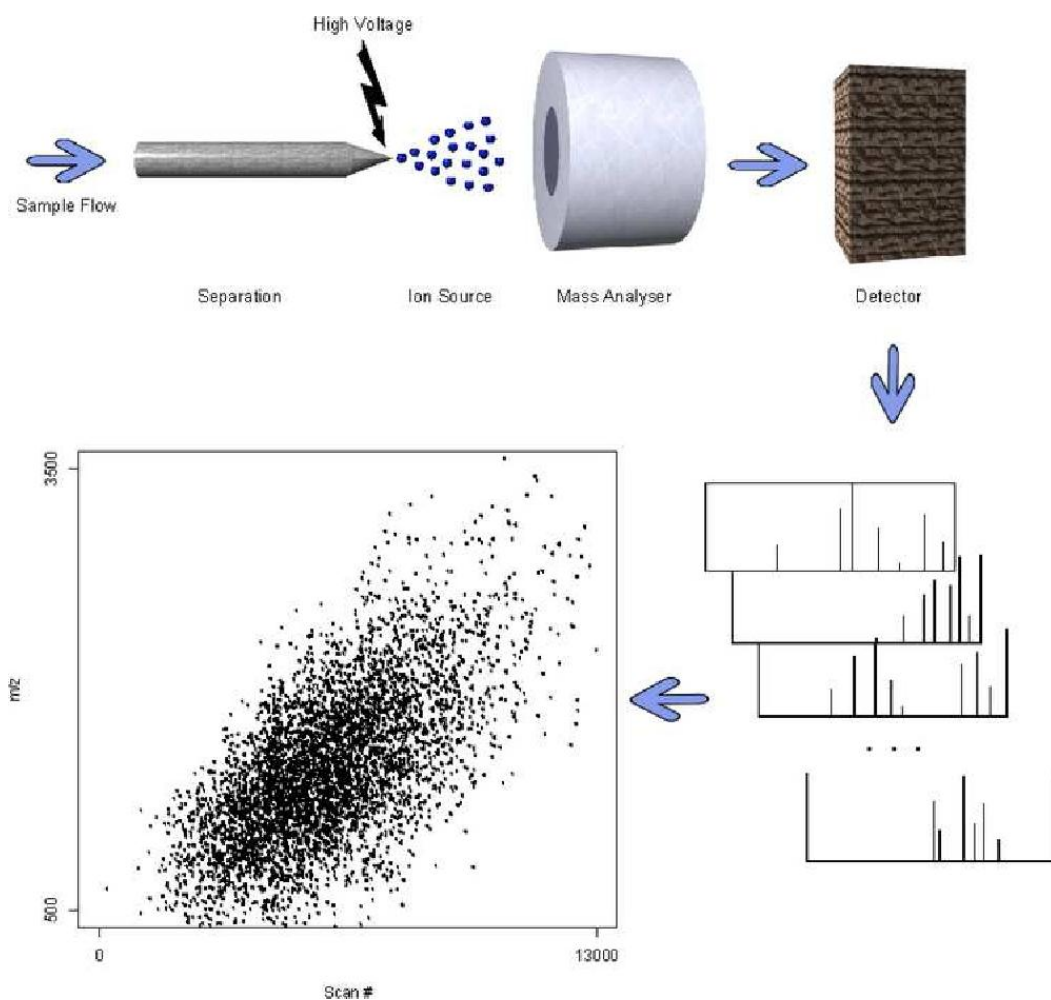 High Voltage
Sample Flow
Separation
Ion Source
Mass Analyser
Detector
3500
m/z
500
0
13000
Scan #